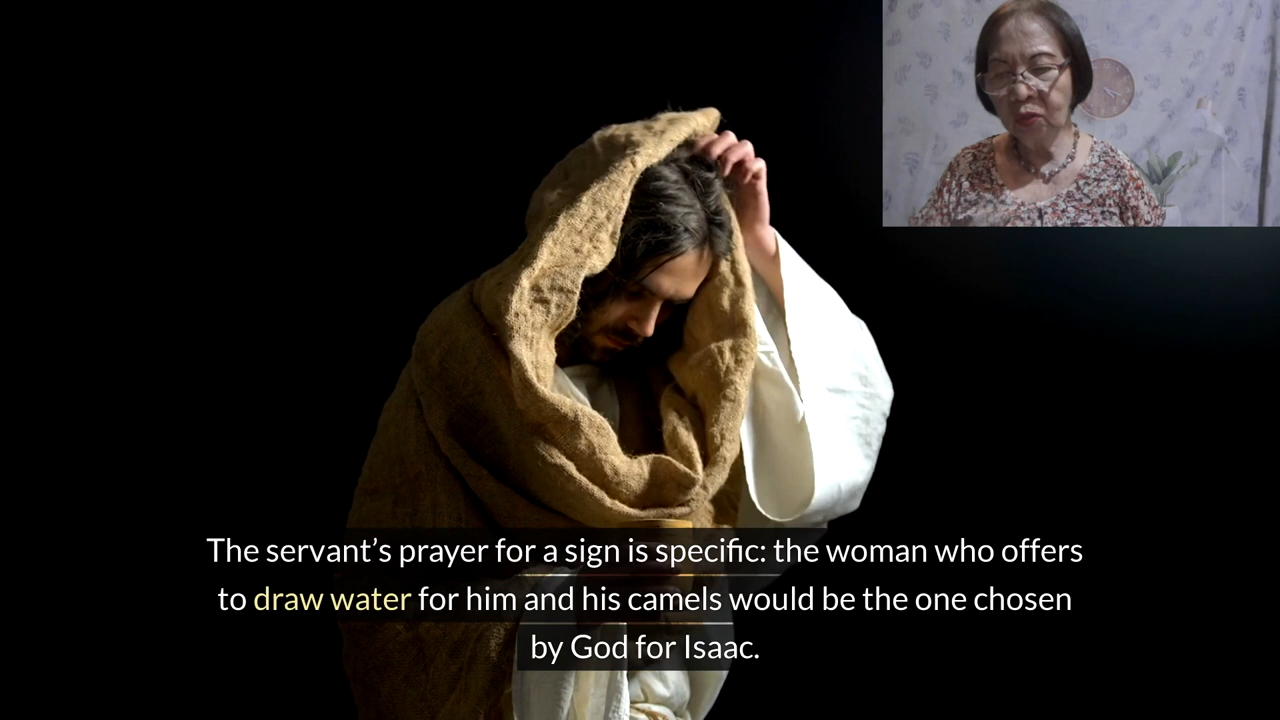 The servant’s prayer for a sign is specific: the woman who offers
to draw water for him and his camels would be the one chosen
by God for Isaac.